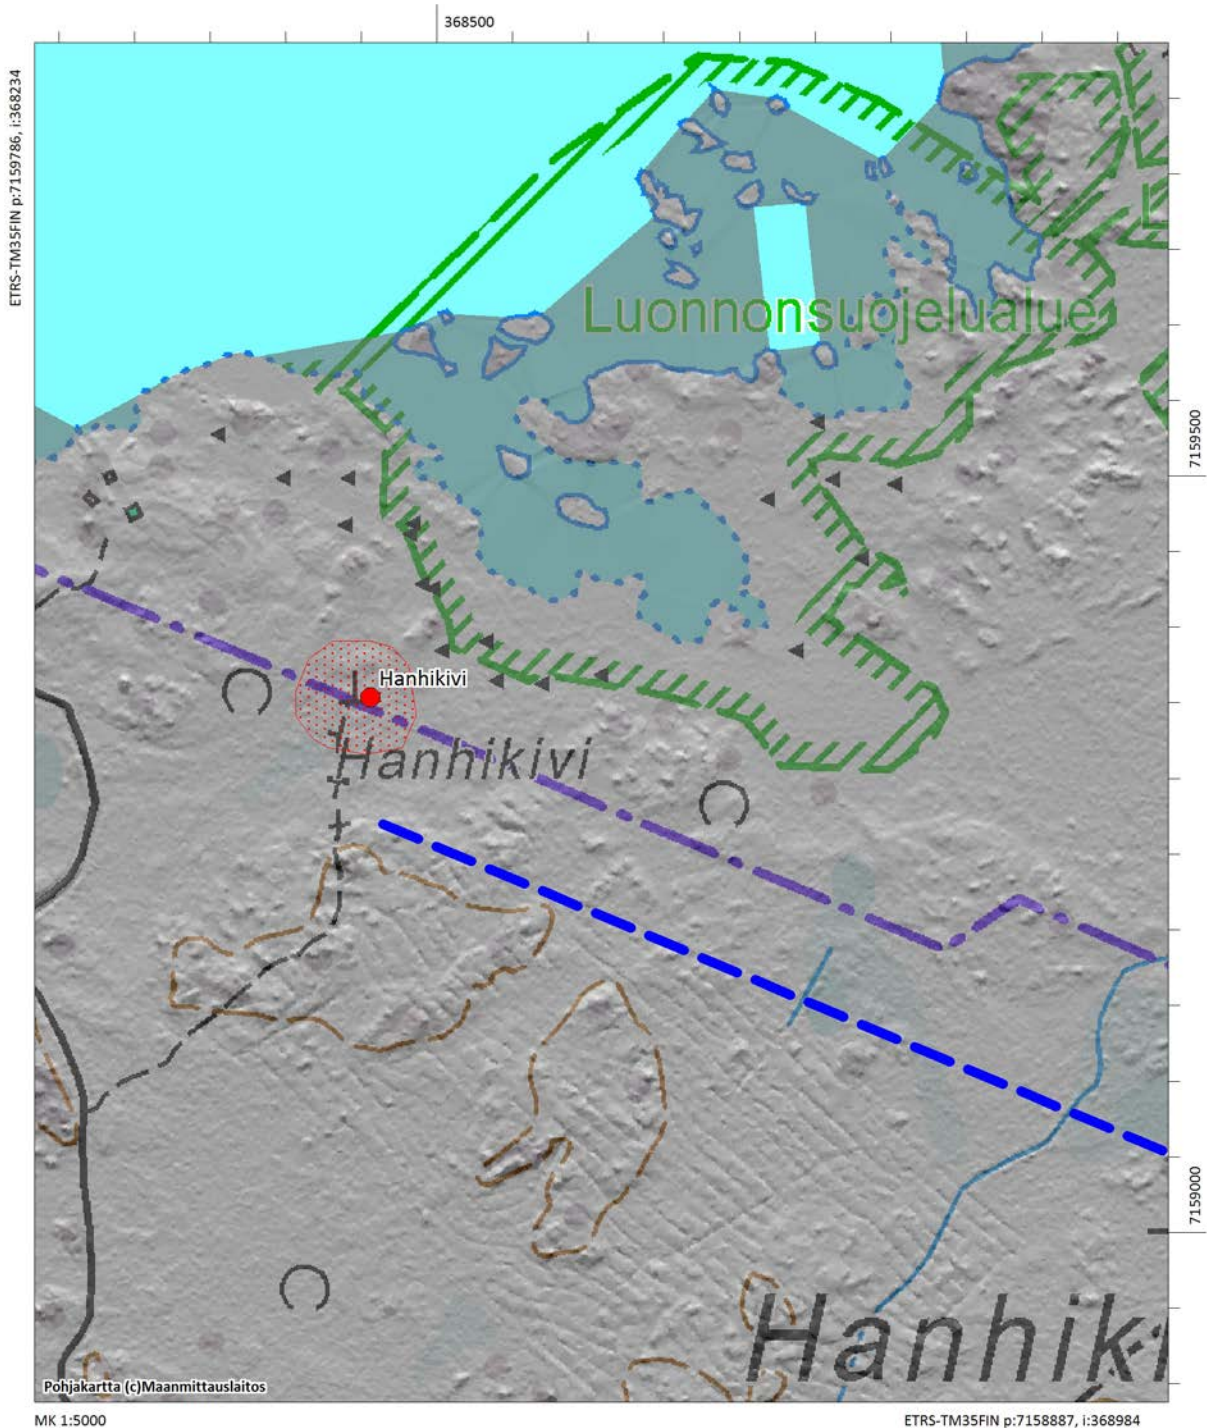 368500
ETRS-TM35FIN p:7159786, i:368234
Luonnonsuojelualue
7159500
Hanhikivi
Hanhikivi
7159000
Hanhiki
Pohjakartta (c)Maanmittauslaitos
MK 1:5000
ETRS-TM35FIN p:7158887, i:368984